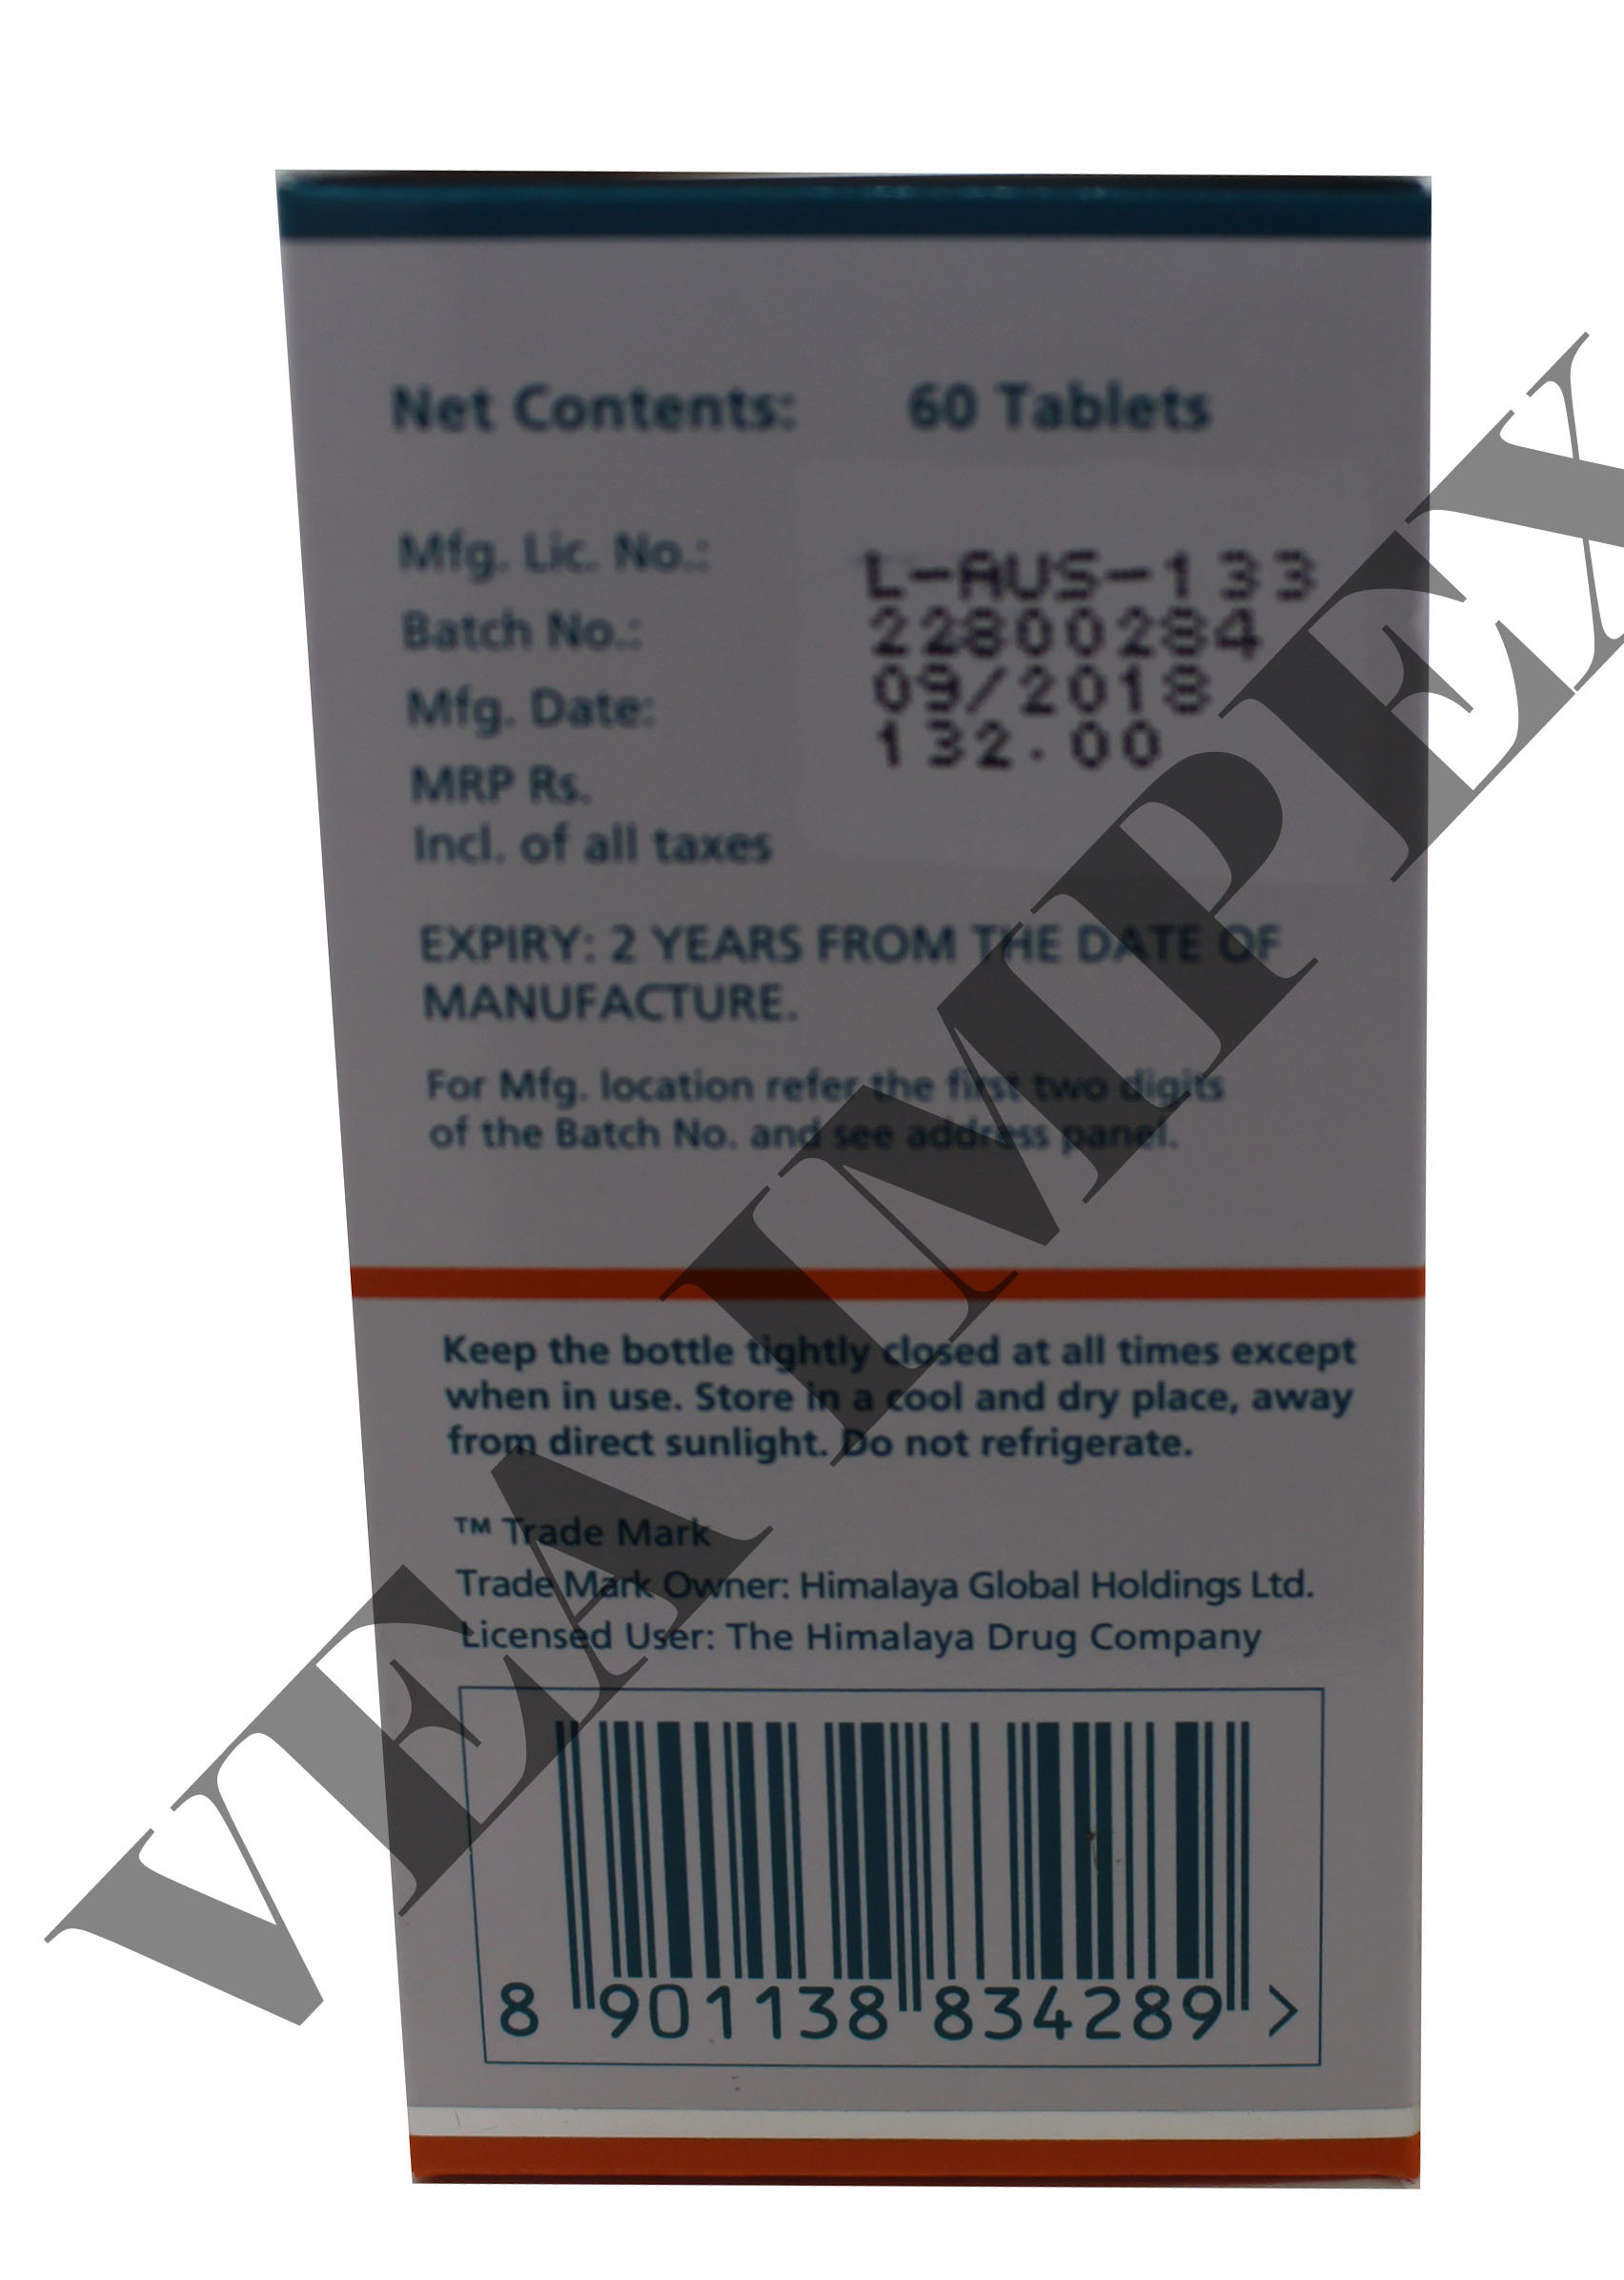 Net Contents: 60 Tablets
Mfg. Lic. No.: L-AUS-133
Batch No.: 22800284
Mfg. Date: 09/2018
MRP Rs. 132.00
Incl. of all taxes
EXPIRY: 2 YEARS FROM THE DATE OF
MANUFACTURE.
For Mfg. location refer the first two digits
of the Batch No. and see address panel.
Keep the bottle tightly closed at all times except
when in use. Store in a cool and dry place, away
from direct sunlight. Do not refrigerate.
™ Trade Mark
Trade Mark Owner: Himalaya Global Holdings Ltd.
Licensed User: The Himalaya Drug Company
8 901138 834289 >
VEA IMPEX